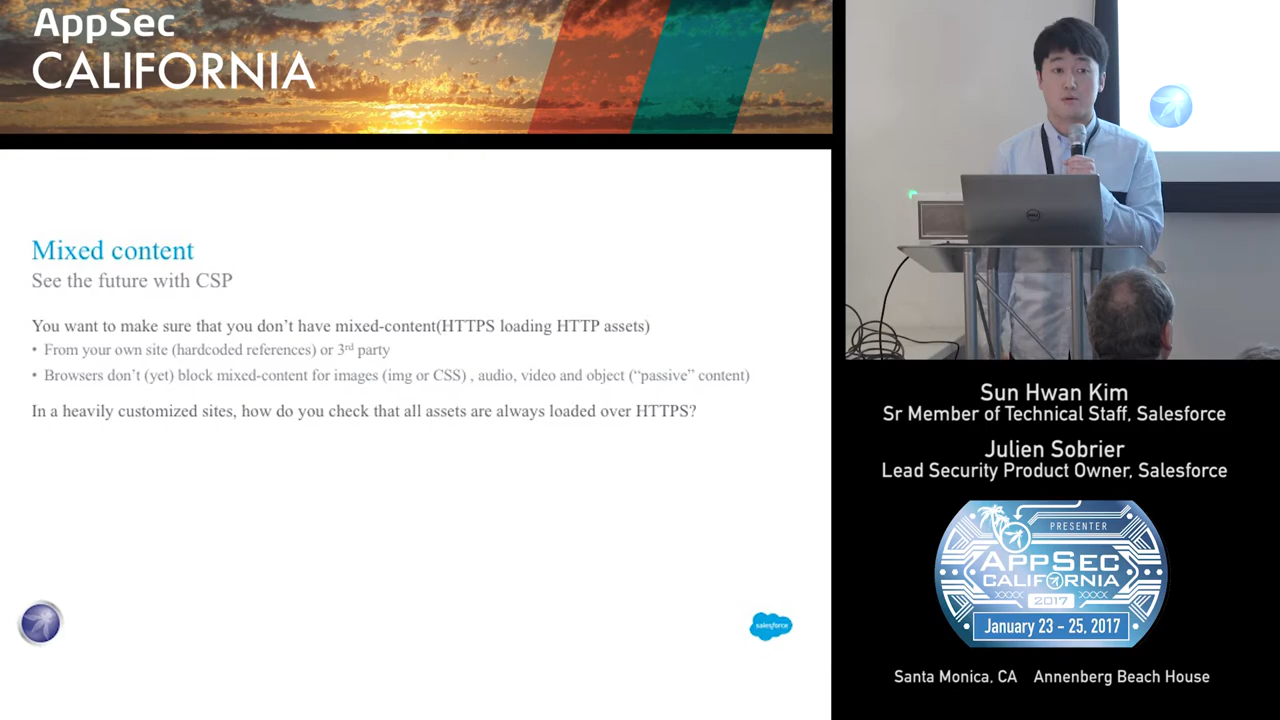 AppSec
CALIFORNIA
Mixed content
See the future with CSP
You want to make sure that you don’t have mixed-content(HTTPS loading HTTP assets)
• From your own site (hardcoded references) or 3rd party
• Browsers don’t (yet) block mixed-content for images (img or CSS) , audio, video and object (“passive” content)
In a heavily customized sites, how do you check that all assets are always loaded over HTTPS?
salesforce
DELL
Sun Hwan Kim
Sr Member of Technical Staff, Salesforce
Julien Sobrier
Lead Security Product Owner, Salesforce
PRESENTER
APPSEC
CALIFORNIA
2017
January 23 - 25, 2017
Santa Monica, CA Annenberg Beach House